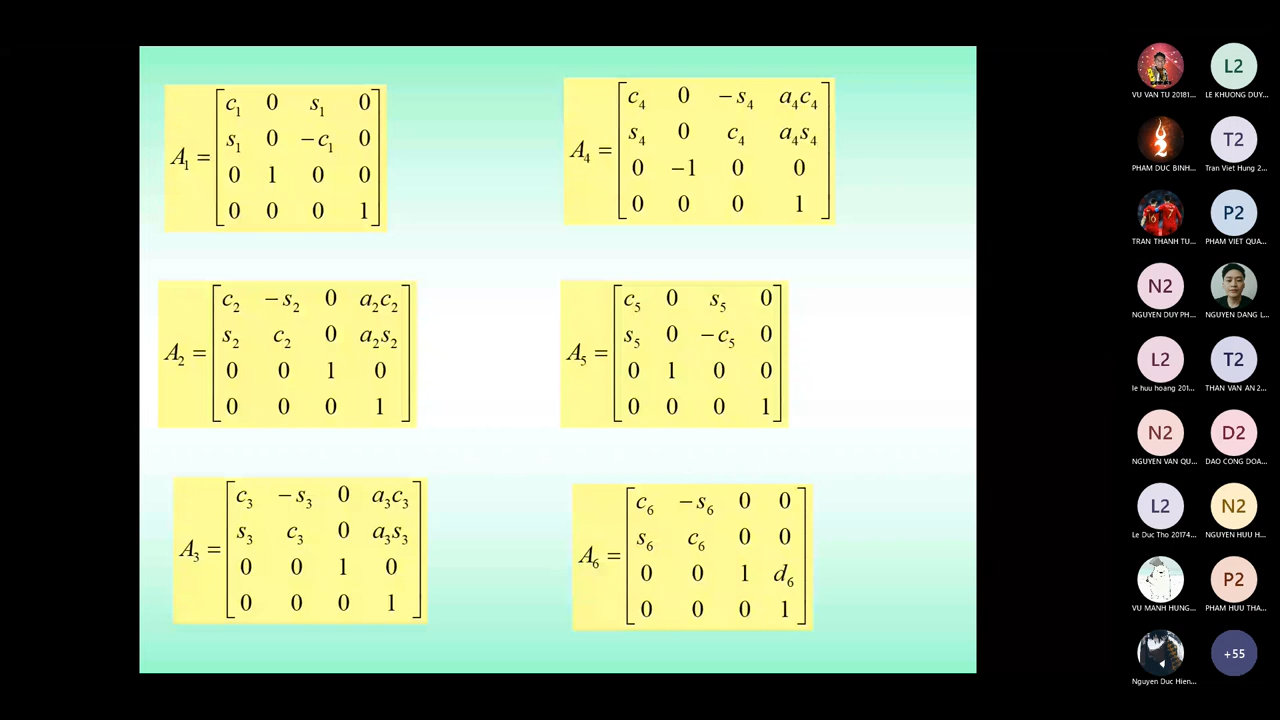 A₁ =
c₁ 0 s₁ 0
s₁ 0 −c₁ 0
0 1 0 0
0 0 0 1
A₂ =
c₂ −s₂ 0 a₂c₂
s₂ c₂ 0 a₂s₂
0 0 1 0
0 0 0 1
A₃ =
c₃ −s₃ 0 a₃c₃
s₃ c₃ 0 a₃s₃
0 0 1 0
0 0 0 1
A₄ =
c₄ 0 −s₄ a₄c₄
s₄ 0 c₄ a₄s₄
0 −1 0 0
0 0 0 1
A₅ =
c₅ 0 s₅ 0
s₅ 0 −c₅ 0
0 1 0 0
0 0 0 1
A₆ =
c₆ −s₆ 0 0
s₆ c₆ 0 0
0 0 1 d₆
0 0 0 1
L2
VU VAN TU 20181... LE KHUONG DUY...
2 T2
PHAM DUC BINH... Tran Viet Hung 2...
16 7 P2
TRAN THANH TU... PHAM VIET QUA...
N2
NGUYEN DUY PH... NGUYEN DANG L...
L2 T2
le huu hoang 201... THAN VAN AN 2...
N2 D2
NGUYEN VAN QU... DAO CONG DOA...
L2 N2
Le Duc Tho 20174... NGUYEN HUU H...
P2
VU MANH HUNG... PHAM HUU THA...
+55
Nguyen Duc Hien...